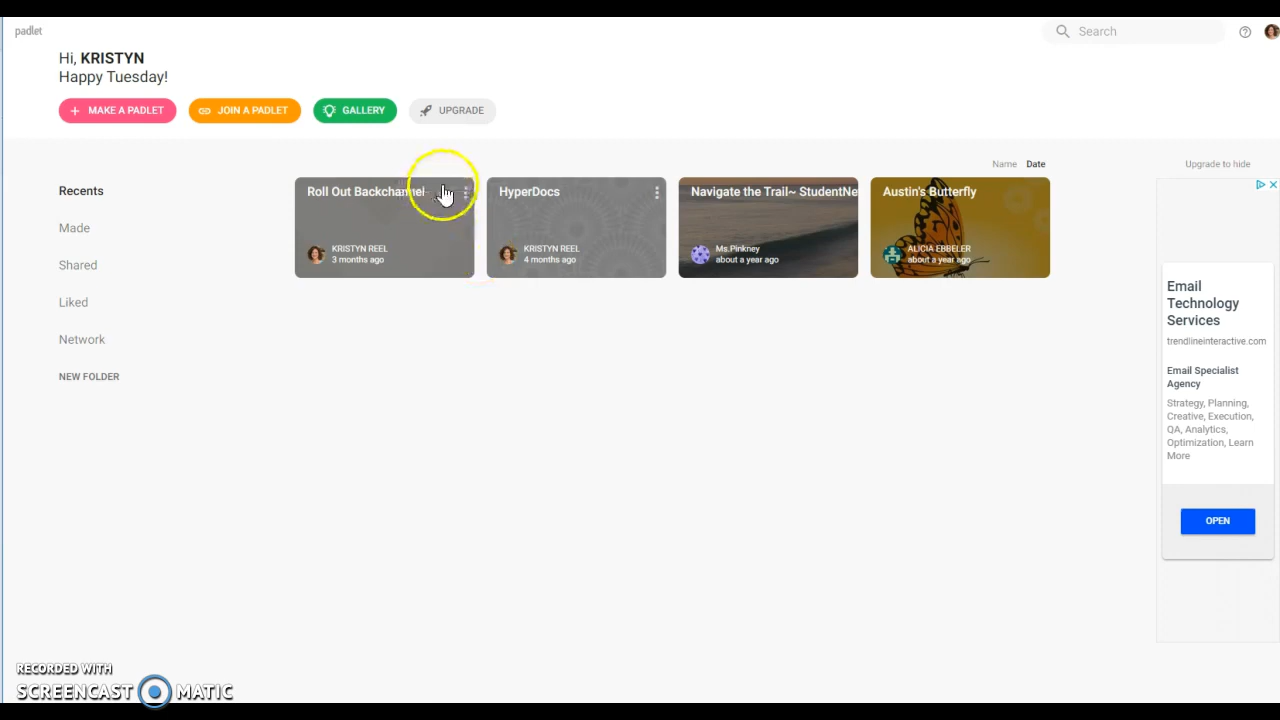 padlet
Search
Hi, KRISTYN
Happy Tuesday!
MAKE A PADLET
JOIN A PADLET
GALLERY
UPGRADE
Name Date
Upgrade to hide
Recents
Made
Shared
Liked
Network
NEW FOLDER
Roll Out Backchannel
KRISTYN REEL
3 months ago
HyperDocs
KRISTYN REEL
4 months ago
Navigate the Trail~ StudentNe
Ms.Pinkney
about a year ago
Austin's Butterfly
ALICIA EBBELER
about a year ago
Email
Technology
Services
trendlineinteractive.com
Email Specialist
Agency
Strategy, Planning,
Creative, Execution,
QA, Analytics,
Optimization, Learn
More
OPEN
RECORDED WITH
SCREENCAST MATIC